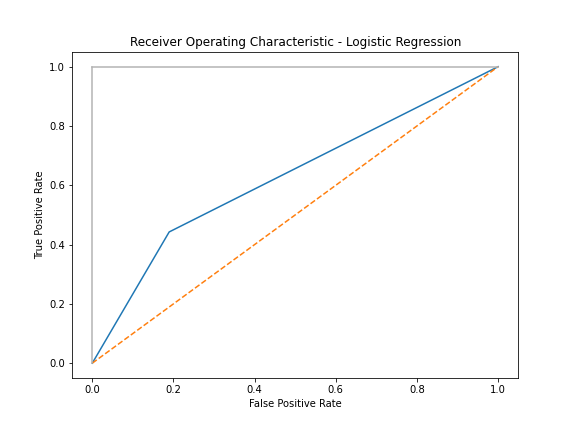 Receiver Operating Characteristic - Logistic Regression
1.0
0.8
0.6
0.4
0.2
0.0
True Positive Rate
0.0 0.2 0.4 0.6 0.8 1.0
False Positive Rate